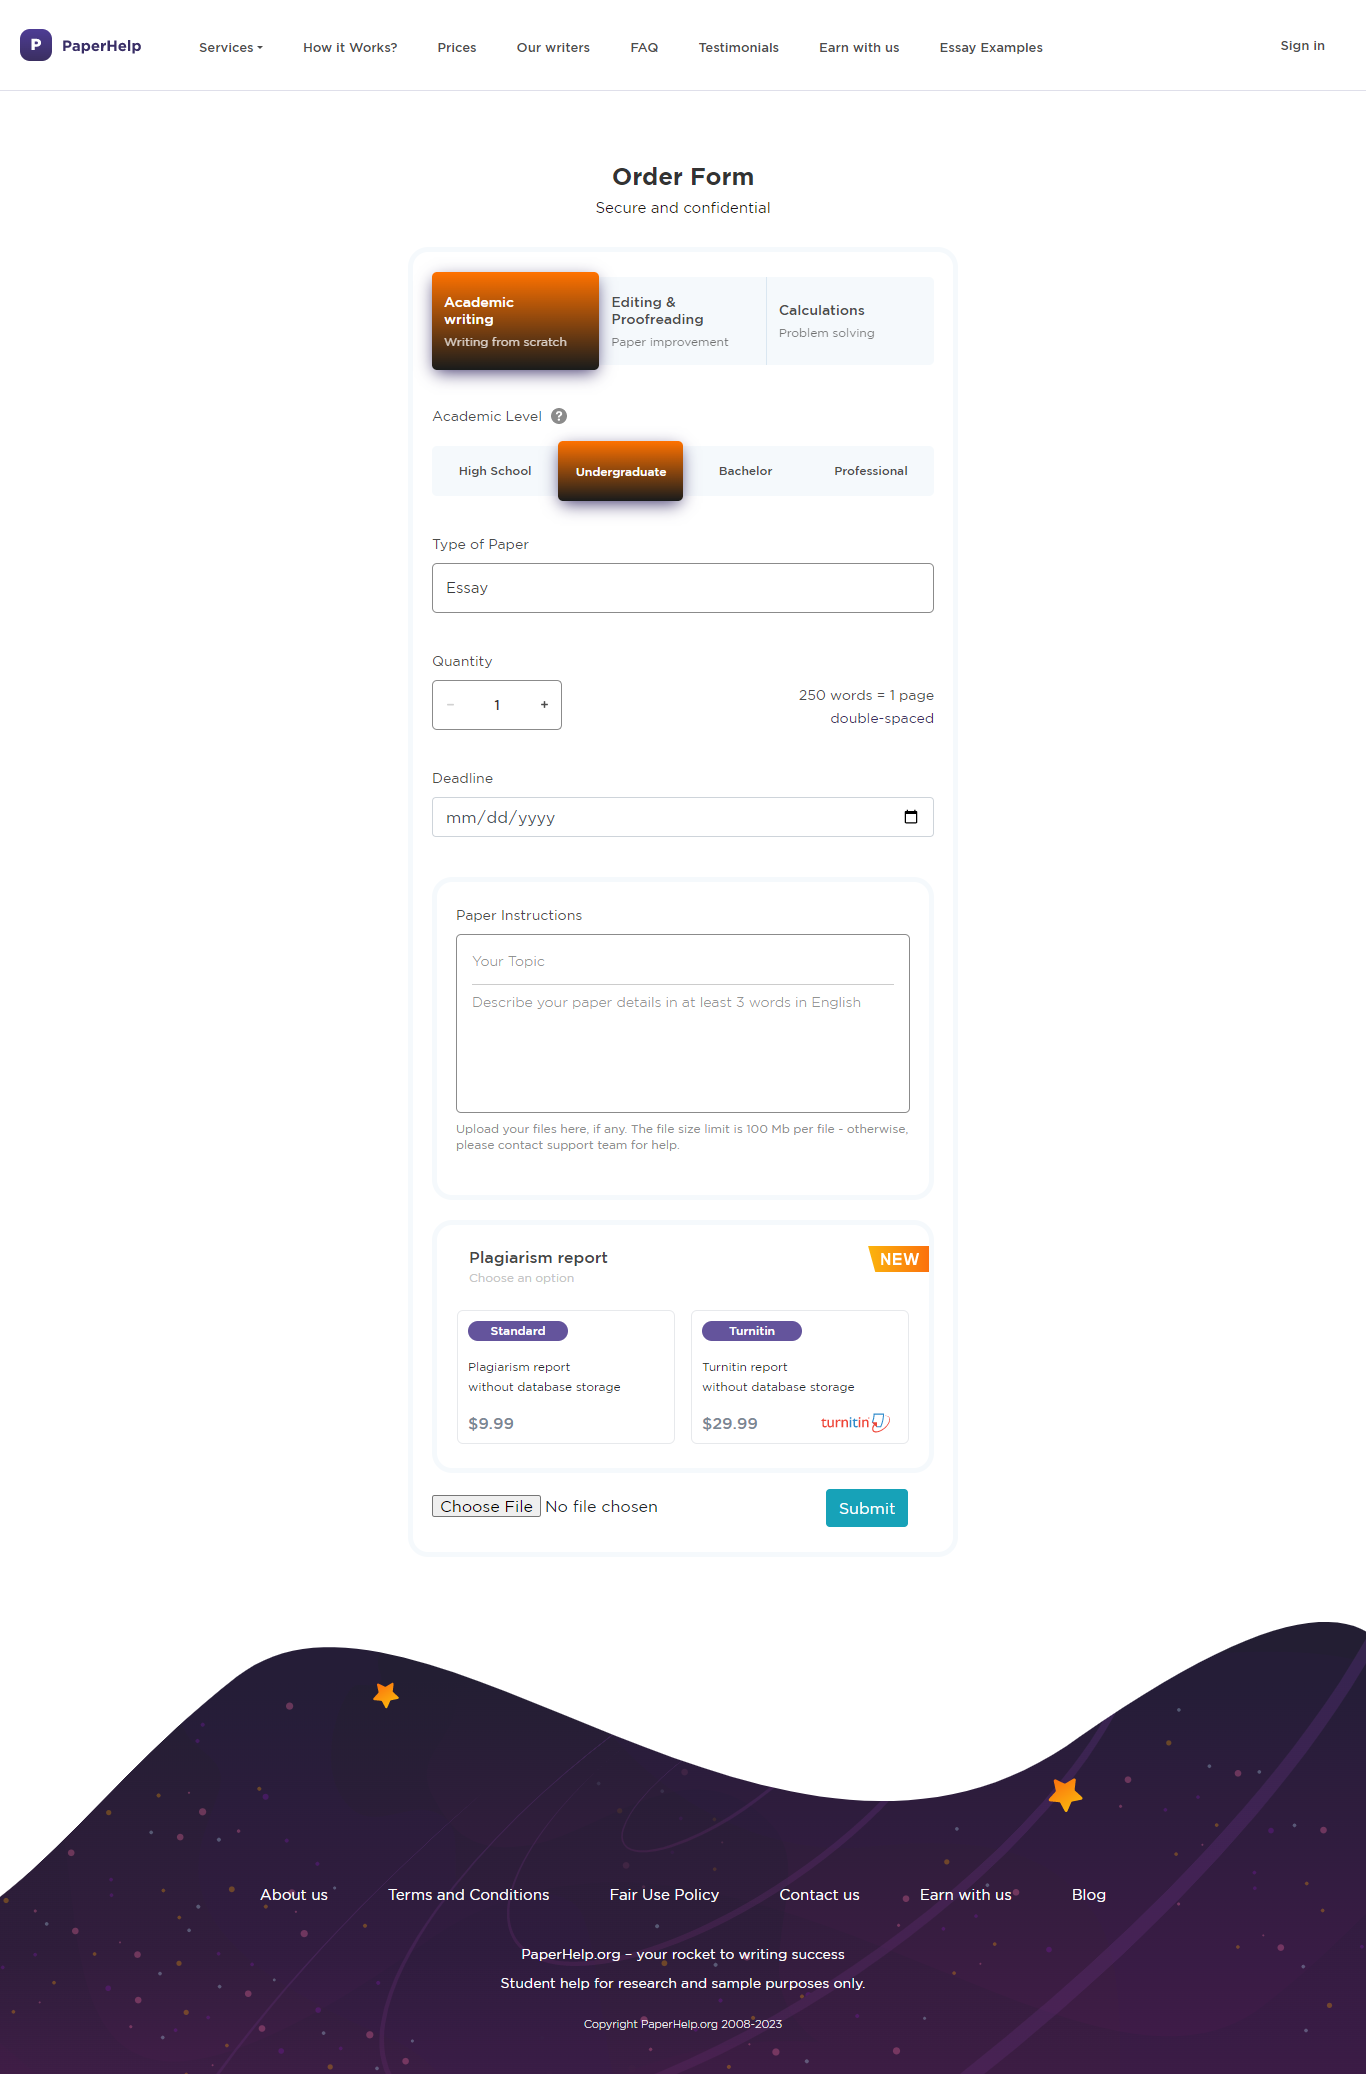 P PaperHelp
Services
How it Works?
Prices
Our writers
FAQ
Testimonials
Earn with us
Essay Examples
Sign in
Order Form
Secure and confidential
Academic
writing
Writing from scratch
Editing &
Proofreading
Paper improvement
Calculations
Problem solving
Academic Level ?
High School
Undergraduate
Bachelor
Professional
Type of Paper
Essay
Quantity
− 1 +
250 words = 1 page
double-spaced
Deadline
mm/dd/yyyy
Paper Instructions
Your Topic
Describe your paper details in at least 3 words in English
Upload your files here, if any. The file size limit is 100 Mb per file - otherwise,
please contact support team for help.
Plagiarism report
Choose an option
NEW
Standard
Plagiarism report
without database storage
$9.99
Turnitin
Turnitin report
without database storage
$29.99
turnitin
Choose File No file chosen
Submit
About us
Terms and Conditions
Fair Use Policy
Contact us
Earn with us
Blog
PaperHelp.org – your rocket to writing success
Student help for research and sample purposes only.
Copyright PaperHelp.org 2008-2023